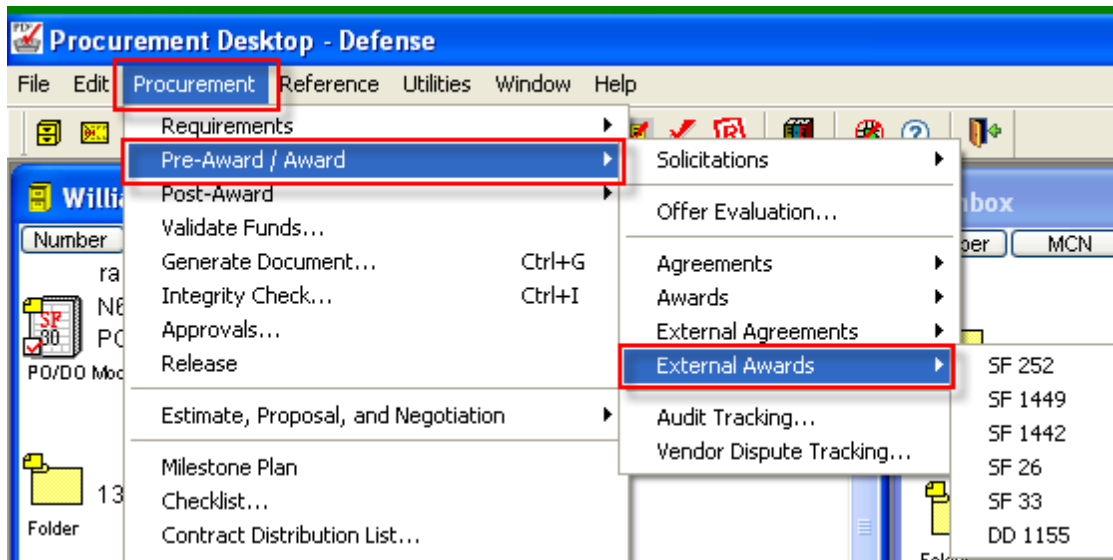 Procurement Desktop - Defense
File Edit Procurement Reference Utilities Window Help
Requirements
Pre-Award / Award
Post-Award
Validate Funds...
Generate Document... Ctrl+G
Integrity Check... Ctrl+I
Approvals...
Release
Estimate, Proposal, and Negotiation
Milestone Plan
Checklist...
Contract Distribution List...
Solicitations
Offer Evaluation...
Agreements
Awards
External Agreements
External Awards
Audit Tracking...
Vendor Dispute Tracking...
SF 252
SF 1449
SF 1442
SF 26
SF 33
DD 1155
Number
SF
30
PO/DO
13
Folder
MCN